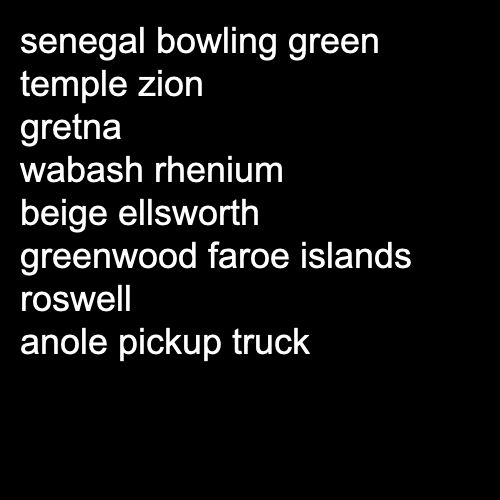 senegal bowling green
temple zion
gretna
wabash rhenium
beige ellsworth
greenwood faroe islands
roswell
anole pickup truck